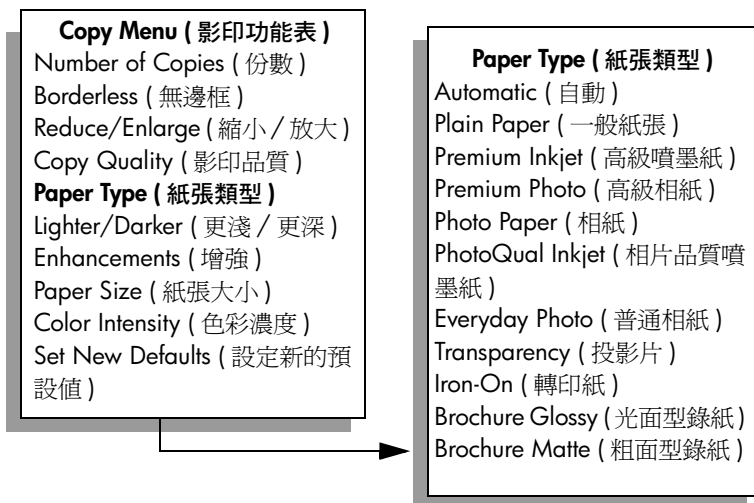 Copy Menu ( 影印功能表 )
Number of Copies ( 份數 )
Borderless ( 無邊框 )
Reduce/Enlarge ( 縮小 / 放大 )
Copy Quality ( 影印品質 )
Paper Type ( 紙張類型 )
Lighter/Darker ( 更淺 / 更深 )
Enhancements ( 增強 )
Paper Size ( 紙張大小 )
Color Intensity ( 色彩濃度 )
Set New Defaults ( 設定新的預
設值 )
Paper Type ( 紙張類型 )
Automatic ( 自動 )
Plain Paper ( 一般紙張 )
Premium Inkjet ( 高級噴墨紙 )
Premium Photo ( 高級相紙 )
Photo Paper ( 相紙 )
PhotoQual Inkjet ( 相片品質噴
墨紙 )
Everyday Photo ( 普通相紙 )
Transparency ( 投影片 )
Iron-On ( 轉印紙 )
Brochure Glossy ( 光面型錄紙 )
Brochure Matte ( 粗面型錄紙 )